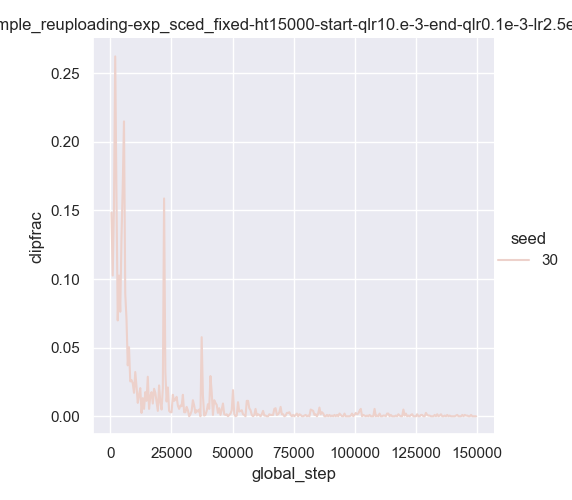 mple_reuploading-exp_sced_fixed-ht15000-start-qlr10.e-3-end-qlr0.1e-3-lr2.5e
0.25
0.20
0.15
0.10
0.05
0.00
clipfrac
0 25000 50000 75000 100000 125000 150000
global_step
seed
30